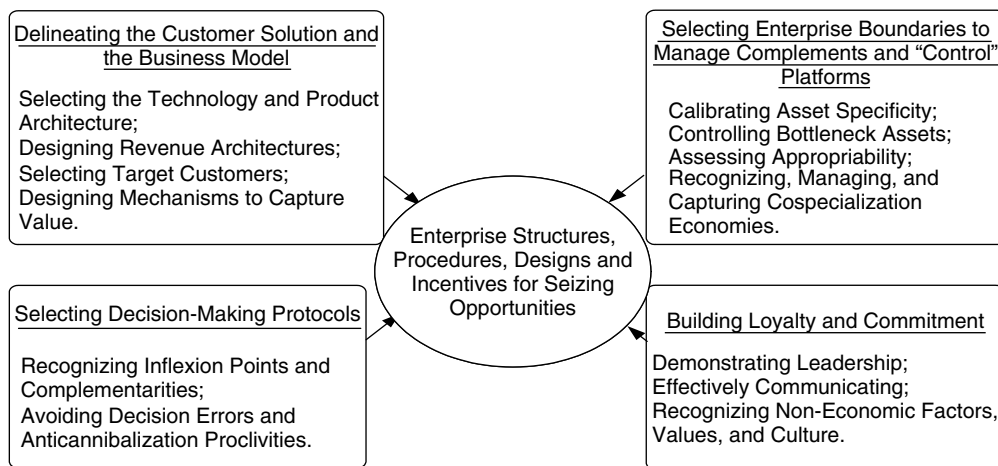 Delineating the Customer Solution and
the Business Model
Selecting the Technology and Product
Architecture;
Designing Revenue Architectures;
Selecting Target Customers;
Designing Mechanisms to Capture
Value.
Selecting Enterprise Boundaries to
Manage Complements and “Control”
Platforms
Calibrating Asset Specificity;
Controlling Bottleneck Assets;
Assessing Appropriability;
Recognizing, Managing, and
Capturing Cospecialization
Economies.
Enterprise Structures,
Procedures, Designs and
Incentives for Seizing
Opportunities
Selecting Decision-Making Protocols
Recognizing Inflexion Points and
Complementarities;
Avoiding Decision Errors and
Anticannibalization Proclivities.
Building Loyalty and Commitment
Demonstrating Leadership;
Effectively Communicating;
Recognizing Non-Economic Factors,
Values, and Culture.